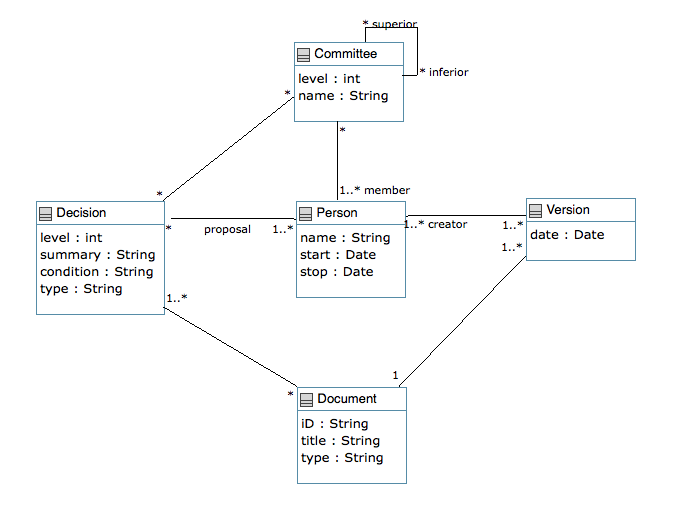 * superior
Committee
* inferior
level : int
name : String
*
*
1..* member
*
Decision
Person
Version
level : int
summary : String
condition : String
type : String
*
proposal
1..*
name : String
start : Date
stop : Date
1..* creator
1..*
date : Date
1..*
1..*
1
*
Document
iD : String
title : String
type : String